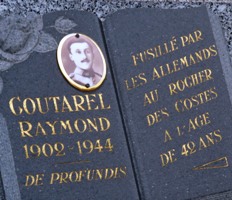 COUTAREL
RAYMOND
1902-1944
DE PROFUNDIS
FUSILLÉ PAR
LES ALLEMANDS
AU ROCHER
DES COSTES
A L'AGE
DE 42 ANS